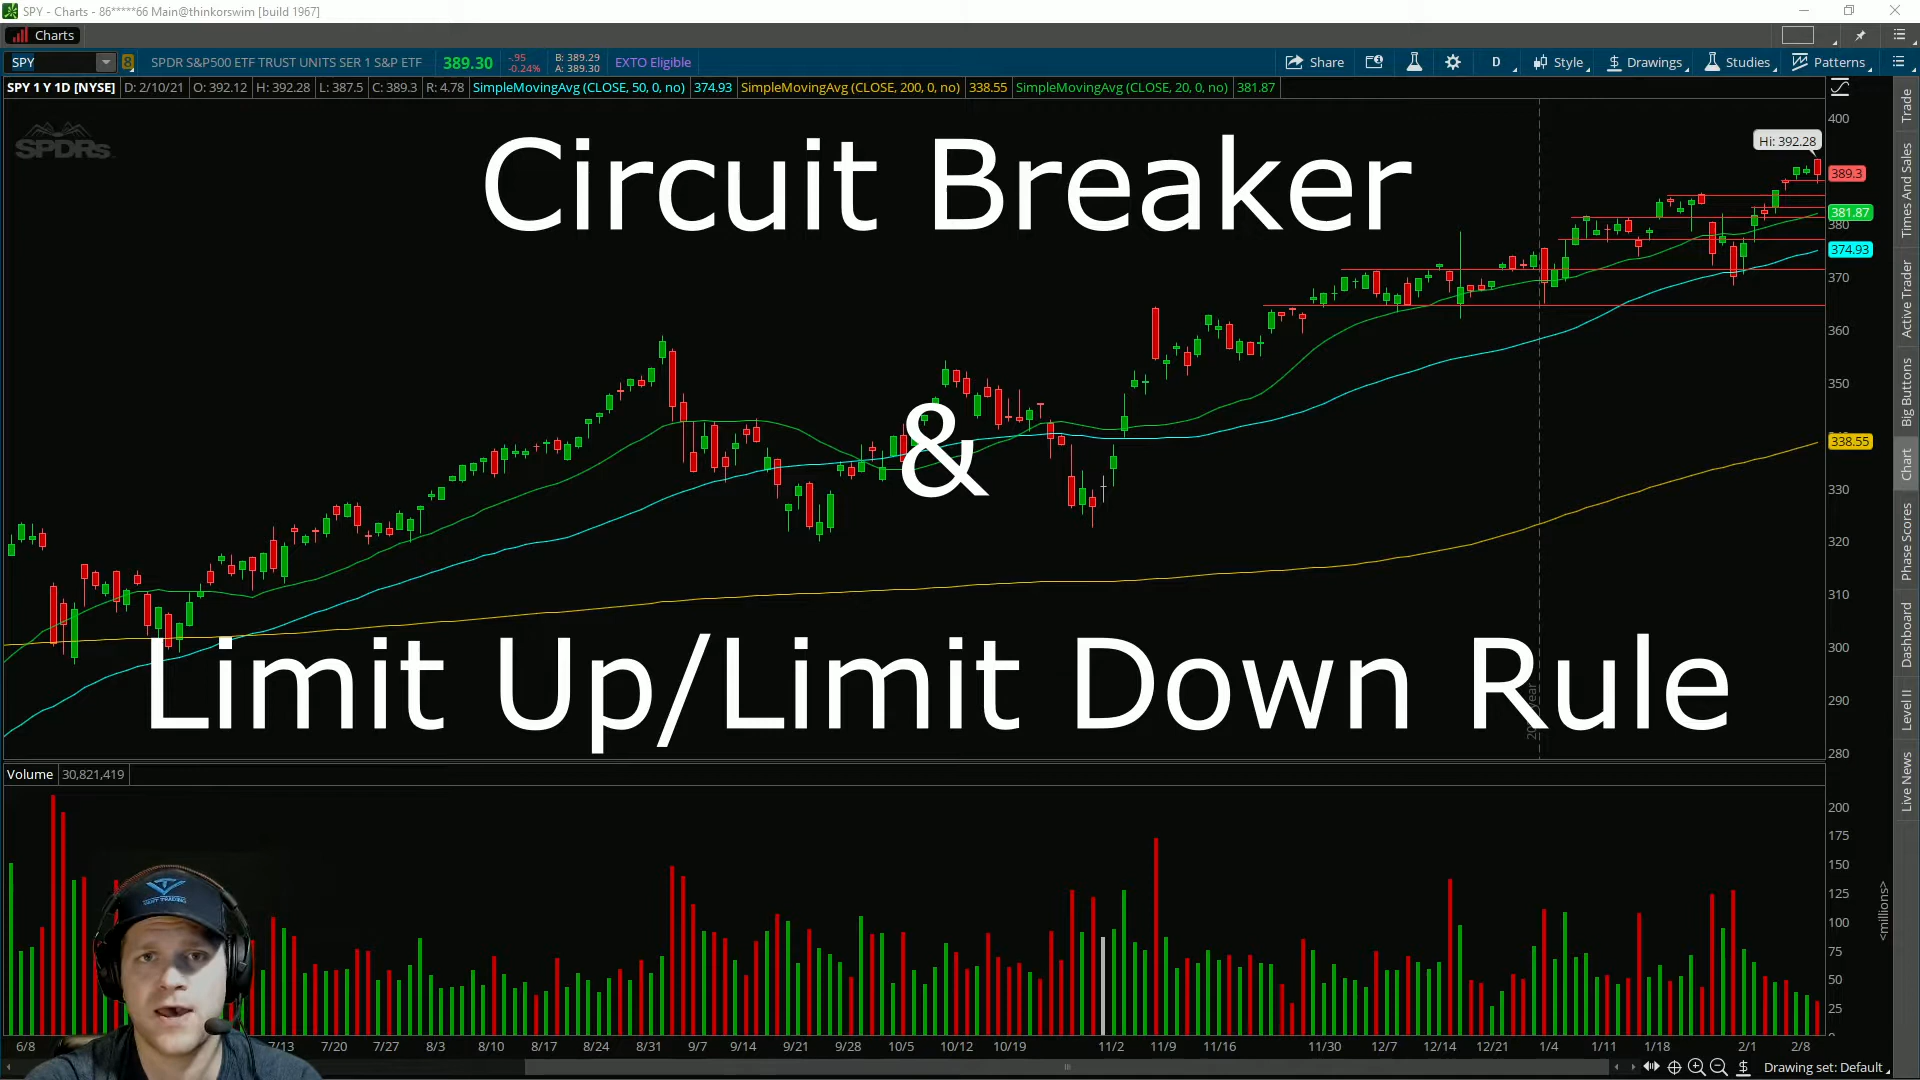 SPY - Charts - 86*****66 Main@thinkorswim [build 1967]
Charts
SPY
8
SPDR S&P500 ETF TRUST UNITS SER 1 S&P ETF
389.30
-.95
-0.24%
B: 389.29
A: 389.30
EXTO Eligible
Share
D
Style
Drawings
Studies
Patterns
SPY 1 Y 1D [NYSE]
D: 2/10/21
O: 392.12
H: 392.28
L: 387.5
C: 389.3
R: 4.78
SimpleMovingAvg (CLOSE, 50, 0, no)
374.93
SimpleMovingAvg (CLOSE, 200, 0, no)
338.55
SimpleMovingAvg (CLOSE, 20, 0, no)
381.87
SPDRs
Circuit Breaker
&
Limit Up/Limit Down Rule
Hi: 392.28
400
389.3
381.87
380
374.93
370
360
350
338.55
330
320
310
300
290
280
year
Trade
Times And Sales
Active Trader
Big Buttons
Chart
Phase Scores
Dashboard
Level II
Live News
Volume
30,821,419
200
175
150
125
100
75
50
25
<millions>
6/8
7/13
7/20
7/27
8/3
8/10
8/17
8/24
8/31
9/7
9/14
9/21
9/28
10/5
10/12
10/19
11/2
11/9
11/16
11/30
12/7
12/14
12/21
1/4
1/11
1/18
2/1
2/8
Drawing set: Default